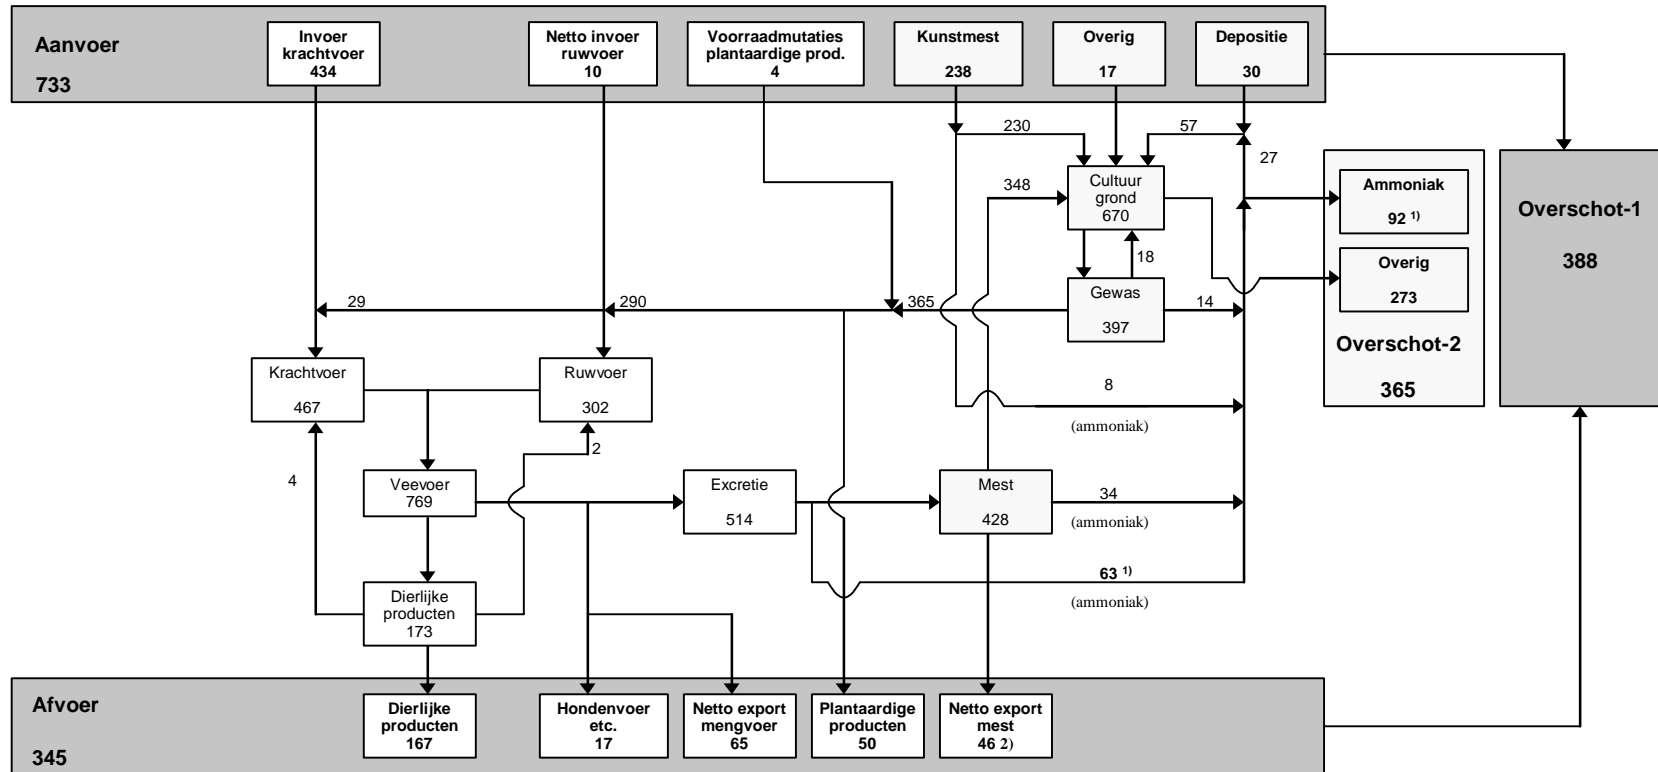 Aanvoer
733
Invoer
krachtvoer
434
Netto invoer
ruwvoer
10
Voorraadmutaties
plantaardige prod.
4
Kunstmest
238
Overig
17
Depositie
30
230
57
27
348
Cultuur
grond
670
18
Ammoniak
92 1)
Overig
273
Overschot-2
365
Overschot-1
388
29
290
365
Gewas
397
14
Krachtvoer
467
Ruwvoer
302
8
(ammoniak)
4
2
Veevoer
769
Excretie
514
Mest
428
34
(ammoniak)
63 1)
(ammoniak)
Dierlijke
producten
173
Afvoer
345
Dierlijke
producten
167
Hondenvoer
etc.
17
Netto export
mengvoer
65
Plantaardige
producten
50
Netto export
mest
46 2)